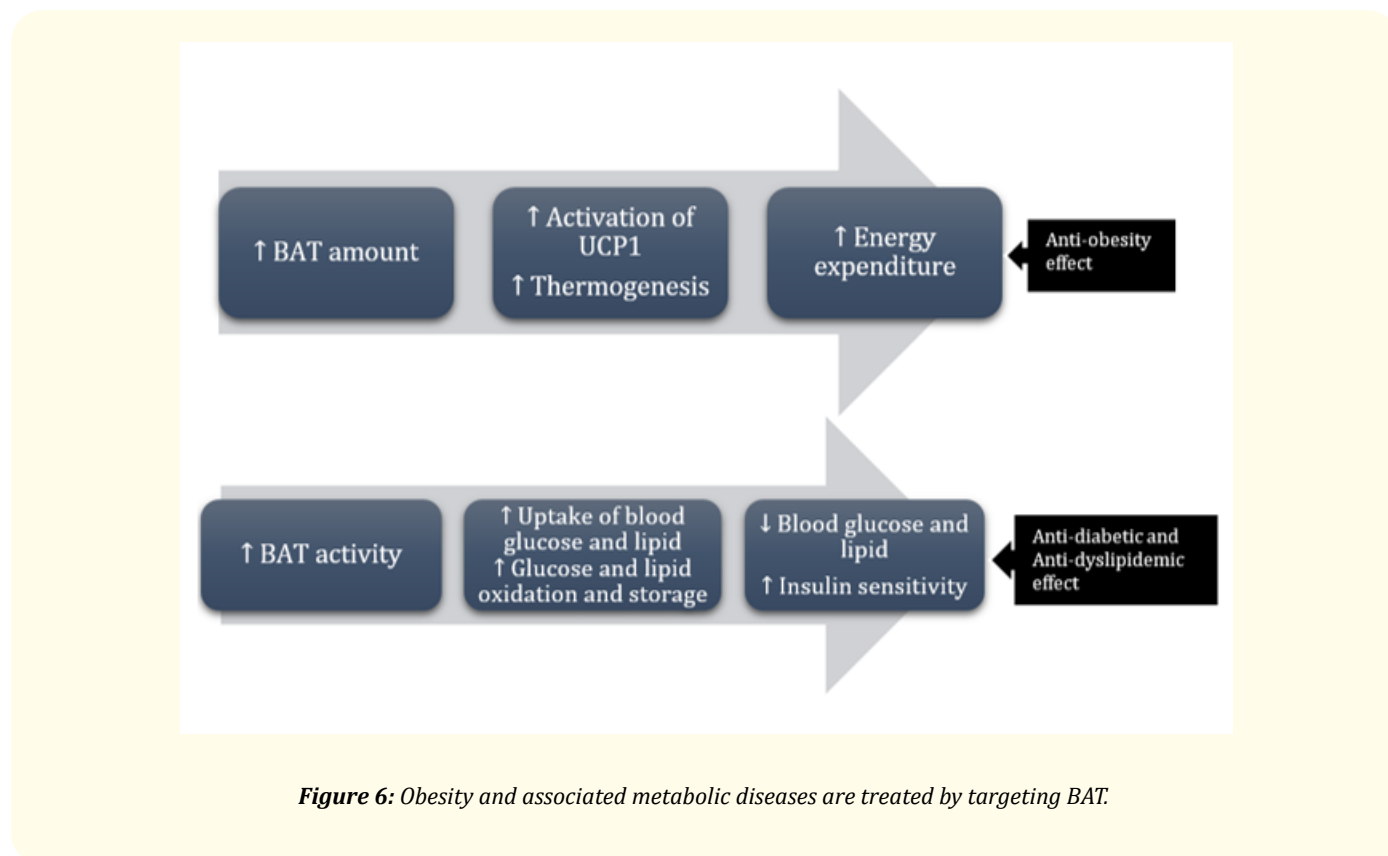 ↑ BAT amount
↑ Activation of
UCP1
↑ Thermogenesis
↑ Energy
expenditure
Anti-obesity
effect
↑ BAT activity
↑ Uptake of blood
glucose and lipid
↑ Glucose and lipid
oxidation and storage
↓ Blood glucose and
lipid
↑ Insulin sensitivity
Anti-diabetic and
Anti-dyslipidemic
effect
Figure 6: Obesity and associated metabolic diseases are treated by targeting BAT.